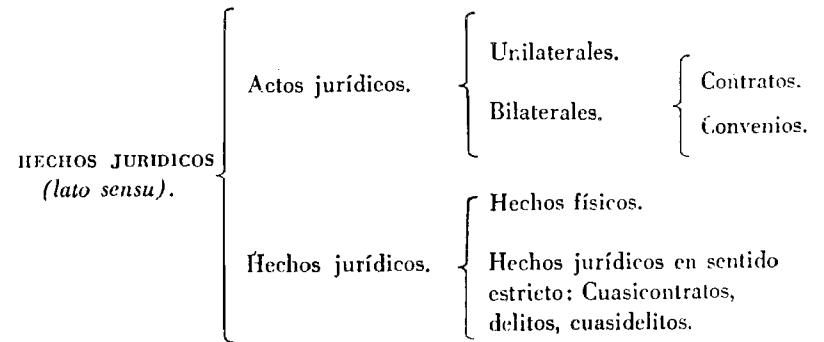 HECHOS JURIDICOS
(lato sensu).
Actos jurídicos.
Unilaterales.
Bilaterales.
Contratos.
Convenios.
Hechos jurídicos.
Hechos físicos.
Hechos jurídicos en sentido
estricto: Cuasicontratos,
delitos, cuasidelitos.